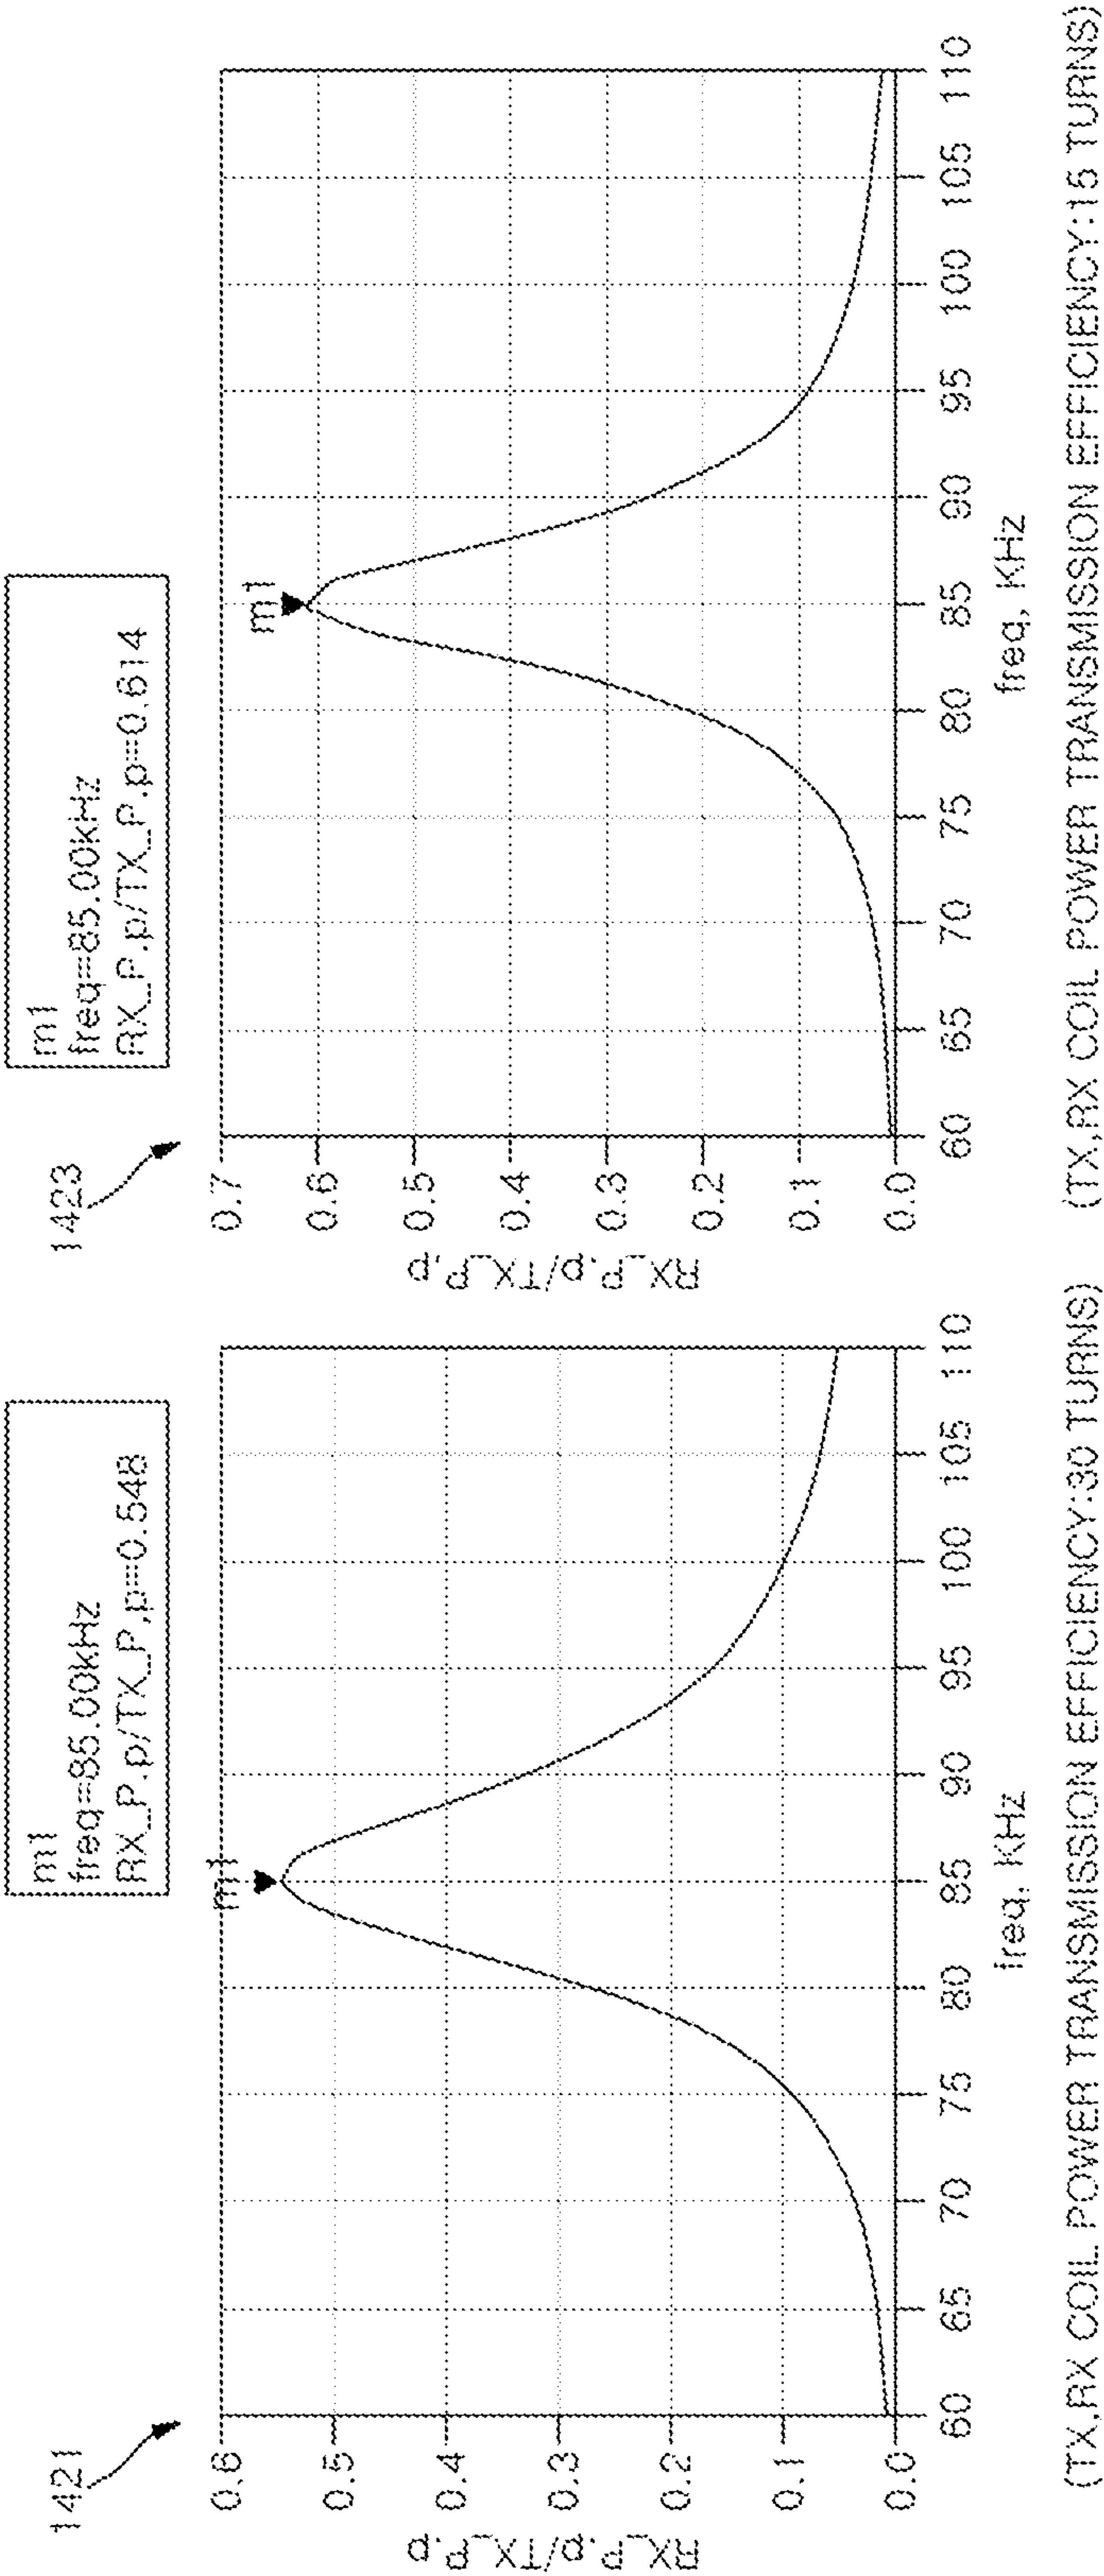 1421
m1
freq=85.00kHz
RX_P.p/TX_P,p=0.548
m1
RX_P.p/TX_P.p
0.6
0.5
0.4
0.3
0.2
0.1
0.0
60 65 70 75 80 85 90 95 100 105 110
freq, KHz
(TX,RX COIL POWER TRANSMISSION EFFICIENCY:30 TURNS)
1423
m1
freq=85.00kHz
RX_P.p/TX_P.p=0.614
m1
RX_P.p/TX_P,p
0.7
0.6
0.5
0.4
0.3
0.2
0.1
0.0
60 65 70 75 80 85 90 95 100 105 110
freq, KHz
(TX,RX COIL POWER TRANSMISSION EFFICIENCY:15 TURNS)